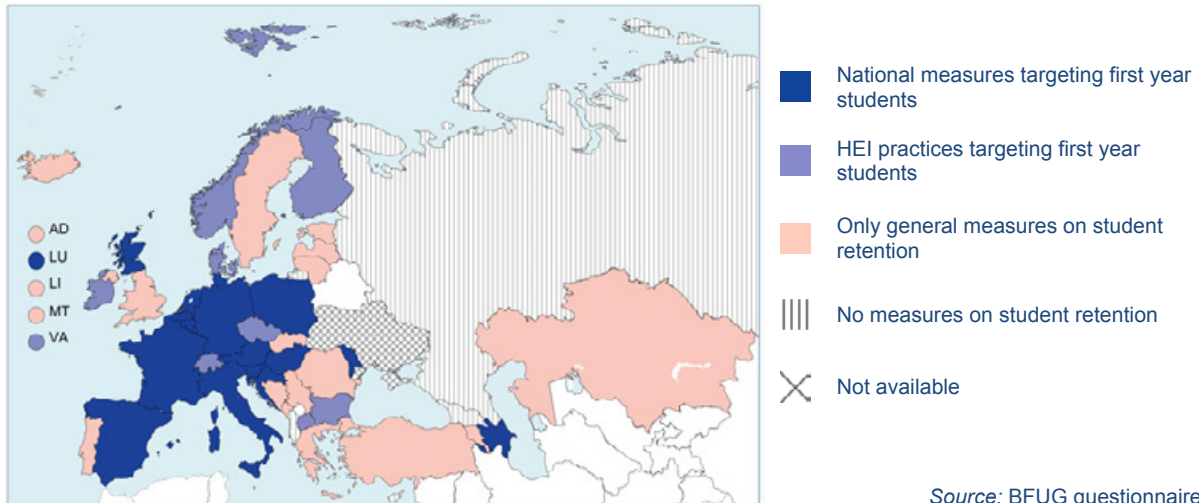 AD
LU
LI
MT
VA
National measures targeting first year
students
HEI practices targeting first year
students
Only general measures on student
retention
No measures on student retention
Not available
Source: BFUG questionnaire